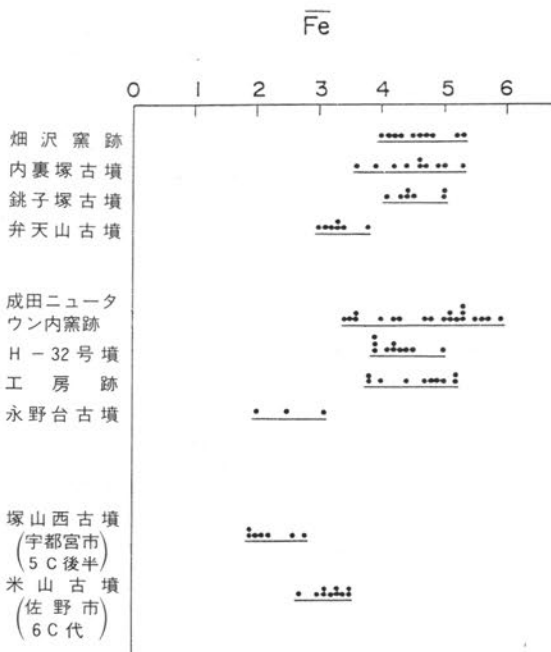 Fe
0 1 2 3 4 5 6
畑沢窯跡
内裏塚古墳
銚子塚古墳
弁天山古墳
成田ニュータ
ウン内窯跡
H-32号墳
工房跡
永野台古墳
塚山西古墳
(宇都宮市
5C後半)
米山古墳
(佐野市
6C代)